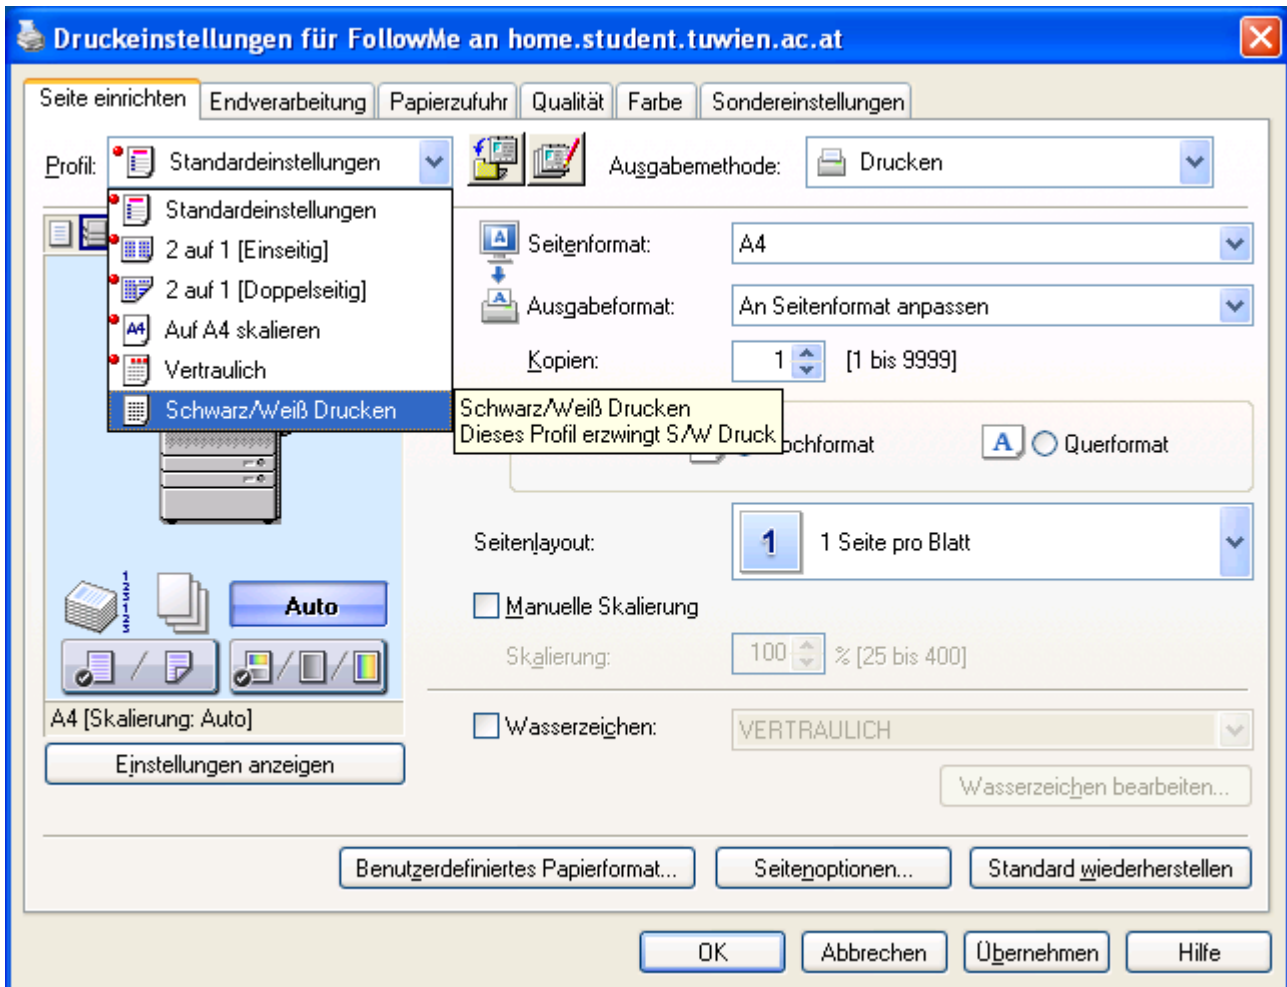 Druckeinstellungen für FollowMe an home.student.tuwien.ac.at
Seite einrichten Endverarbeitung Papierzufuhr Qualität Farbe Sondereinstellungen
Profil: Standardeinstellungen Ausgabemethode: Drucken
Standardeinstellungen
2 auf 1 [Einseitig]
2 auf 1 [Doppelseitig]
A4 Auf A4 skalieren
Vertraulich
Schwarz/Weiß Drucken
Schwarz/Weiß Drucken
Dieses Profil erzwingt S/W Druck
A Seitenformat: A4
A Ausgabeformat: An Seitenformat anpassen
Kopien: 1 [1 bis 9999]
ochformat A Querformat
Seitenlayout: 1 1 Seite pro Blatt
123123 Auto
Manuelle Skalierung
Skalierung: 100 % [25 bis 400]
A4 [Skalierung: Auto]
Wasserzeichen: VERTRAULICH
Einstellungen anzeigen
Wasserzeichen bearbeiten...
Benutzerdefiniertes Papierformat... Seitenoptionen... Standard wiederherstellen
OK Abbrechen Übernehmen Hilfe